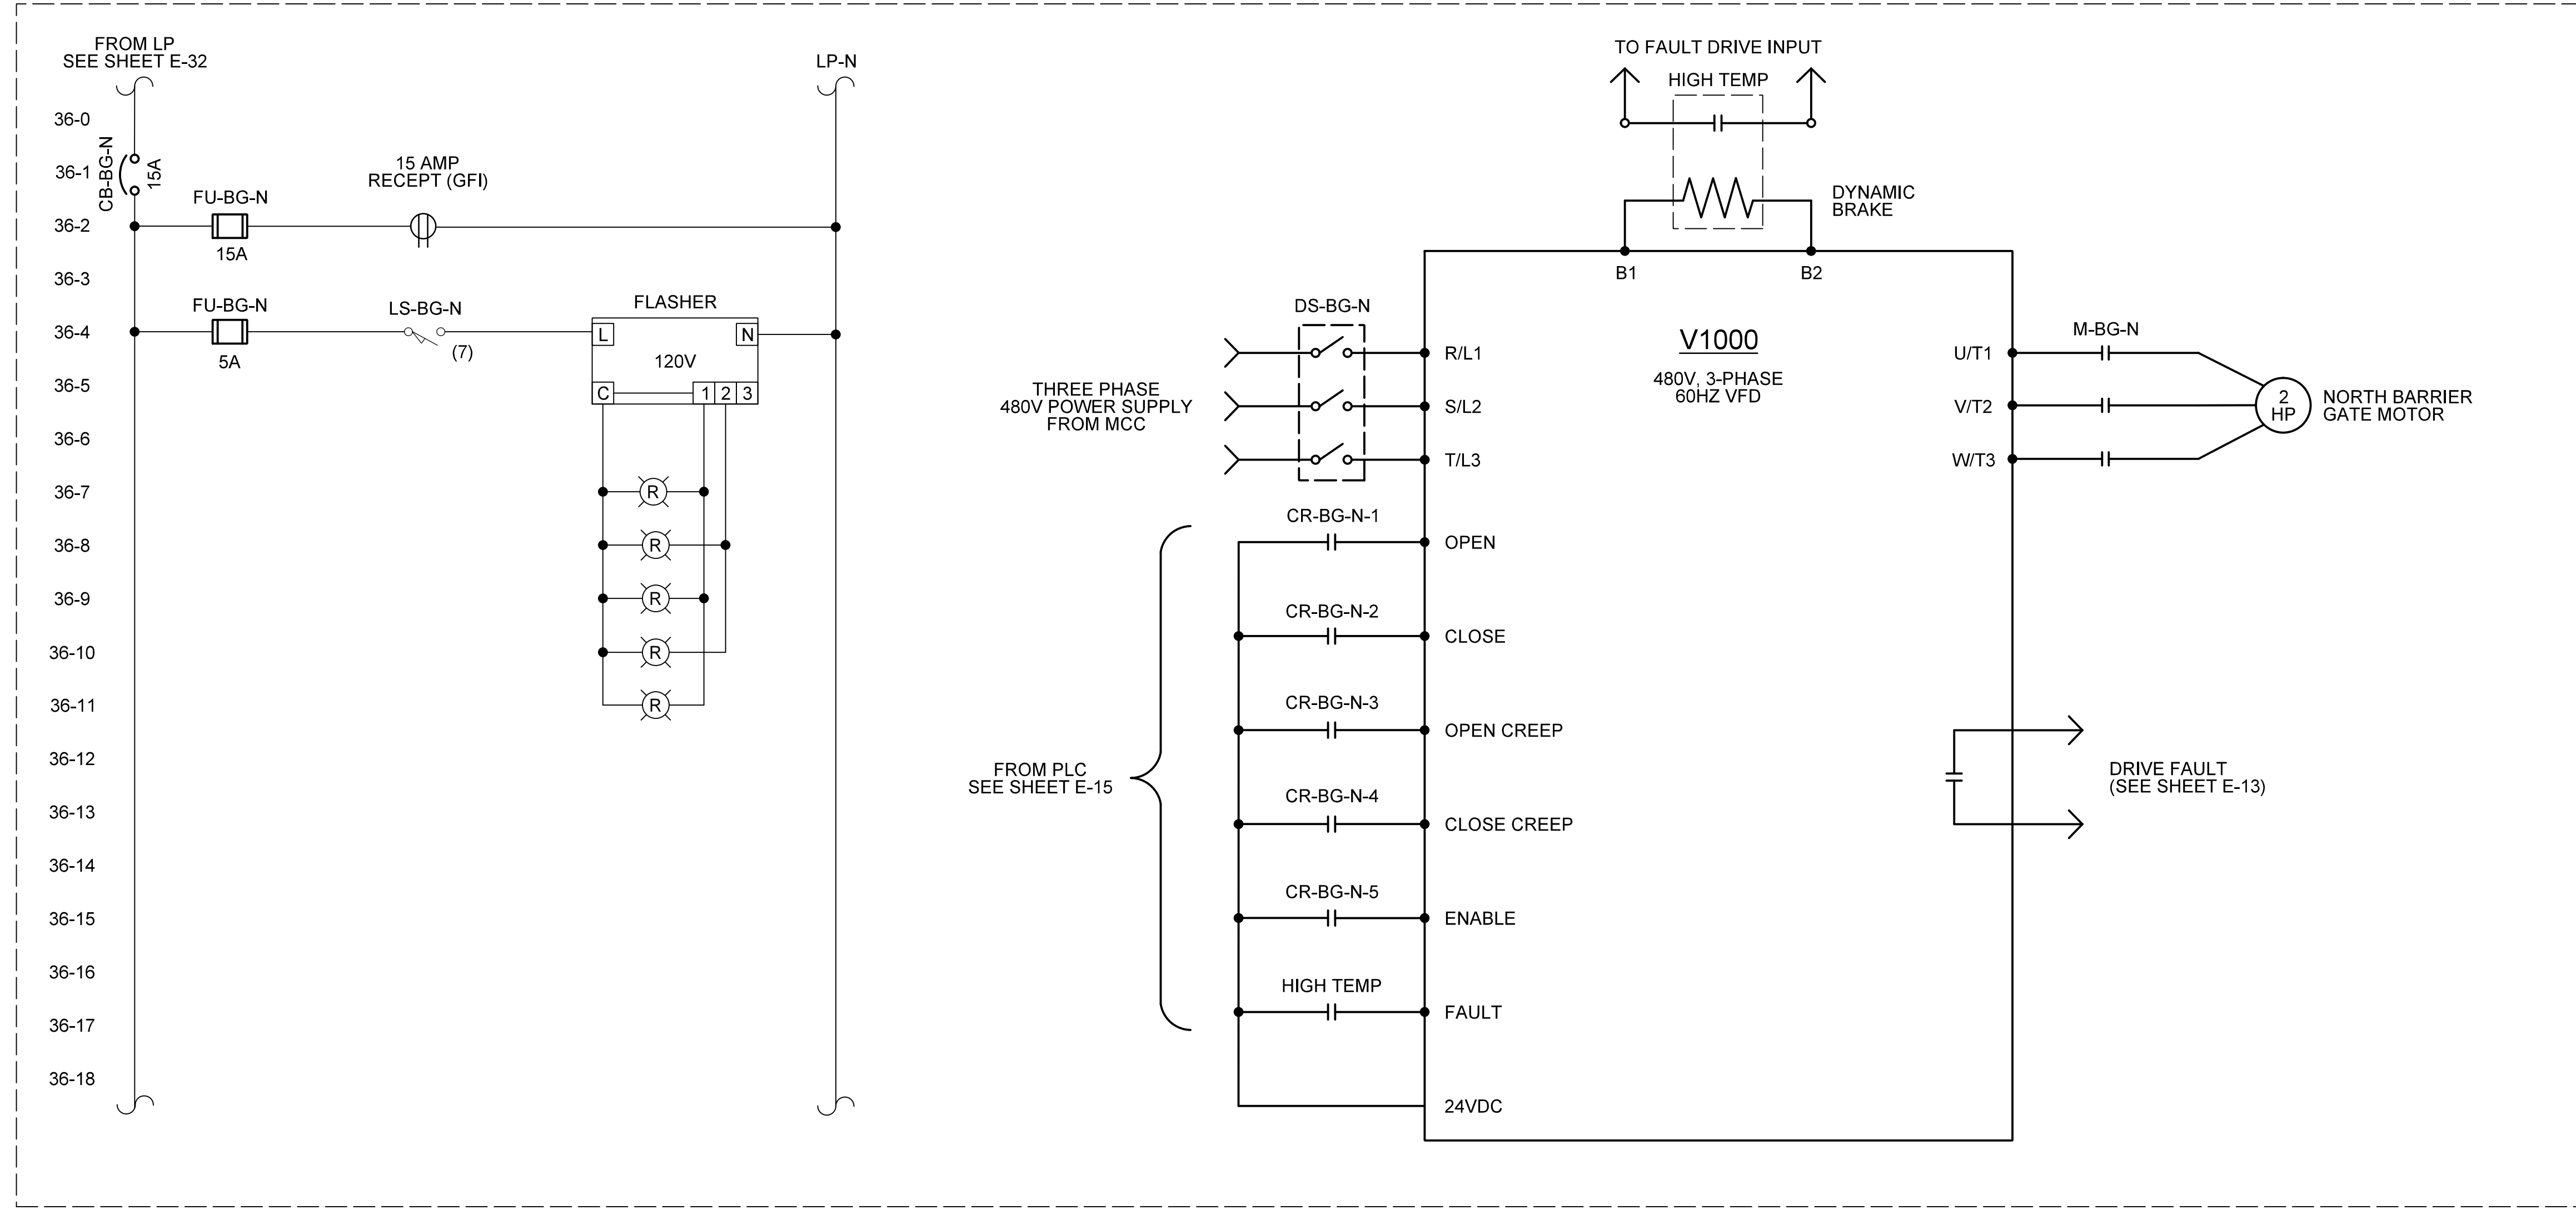 FROM LP
SEE SHEET E-32
LP-N
36-0
36-1
36-2
36-3
36-4
36-5
36-6
36-7
36-8
36-9
36-10
36-11
36-12
36-13
36-14
36-15
36-16
36-17
36-18
CB-BG-N
15A
FU-BG-N
15A
15 AMP
RECEPT (GFI)
FU-BG-N
5A
LS-BG-N
(7)
FLASHER
L
N
120V
C
1
2
3
R
R
R
R
R
TO FAULT DRIVE INPUT
HIGH TEMP
DYNAMIC
BRAKE
B1
B2
DS-BG-N
THREE PHASE
480V POWER SUPPLY
FROM MCC
R/L1
S/L2
T/L3
V1000
480V, 3-PHASE
60HZ VFD
U/T1
V/T2
W/T3
M-BG-N
2
HP
NORTH BARRIER
GATE MOTOR
FROM PLC
SEE SHEET E-15
CR-BG-N-1
OPEN
CR-BG-N-2
CLOSE
CR-BG-N-3
OPEN CREEP
CR-BG-N-4
CLOSE CREEP
CR-BG-N-5
ENABLE
HIGH TEMP
FAULT
24VDC
DRIVE FAULT
(SEE SHEET E-13)